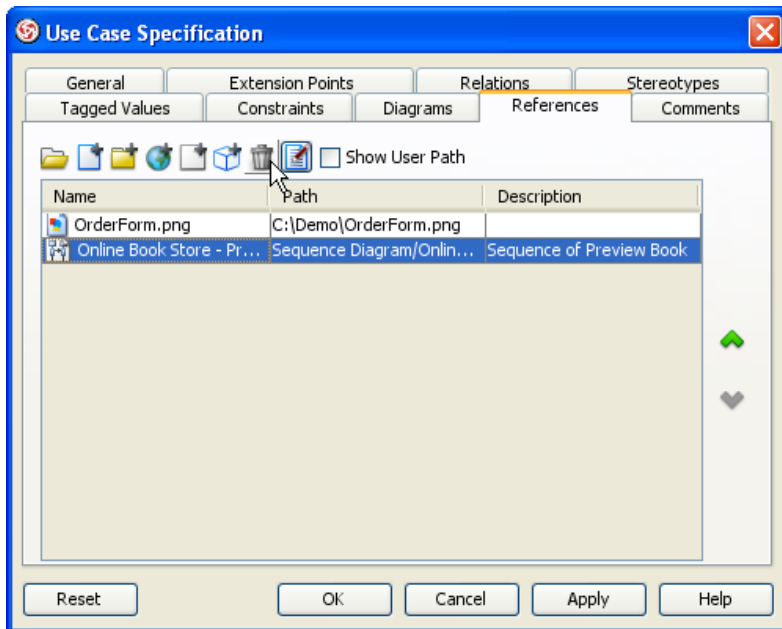 Use Case Specification
General Extension Points Relations Stereotypes
Tagged Values Constraints Diagrams References Comments
Show User Path
Name Path Description
OrderForm.png C:\Demo\OrderForm.png
Online Book Store - Pr... Sequence Diagram/Onlin... Sequence of Preview Book
Reset OK Cancel Apply Help